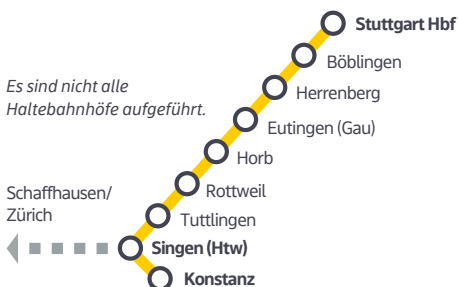 Stuttgart Hbf
Böblingen
Es sind nicht alle
Haltebahnhöfe aufgeführt.
Herrenberg
Eutingen (Gau)
Horb
Rottweil
Schaffhausen/
Zürich
Tuttlingen
Singen (Htw)
Konstanz